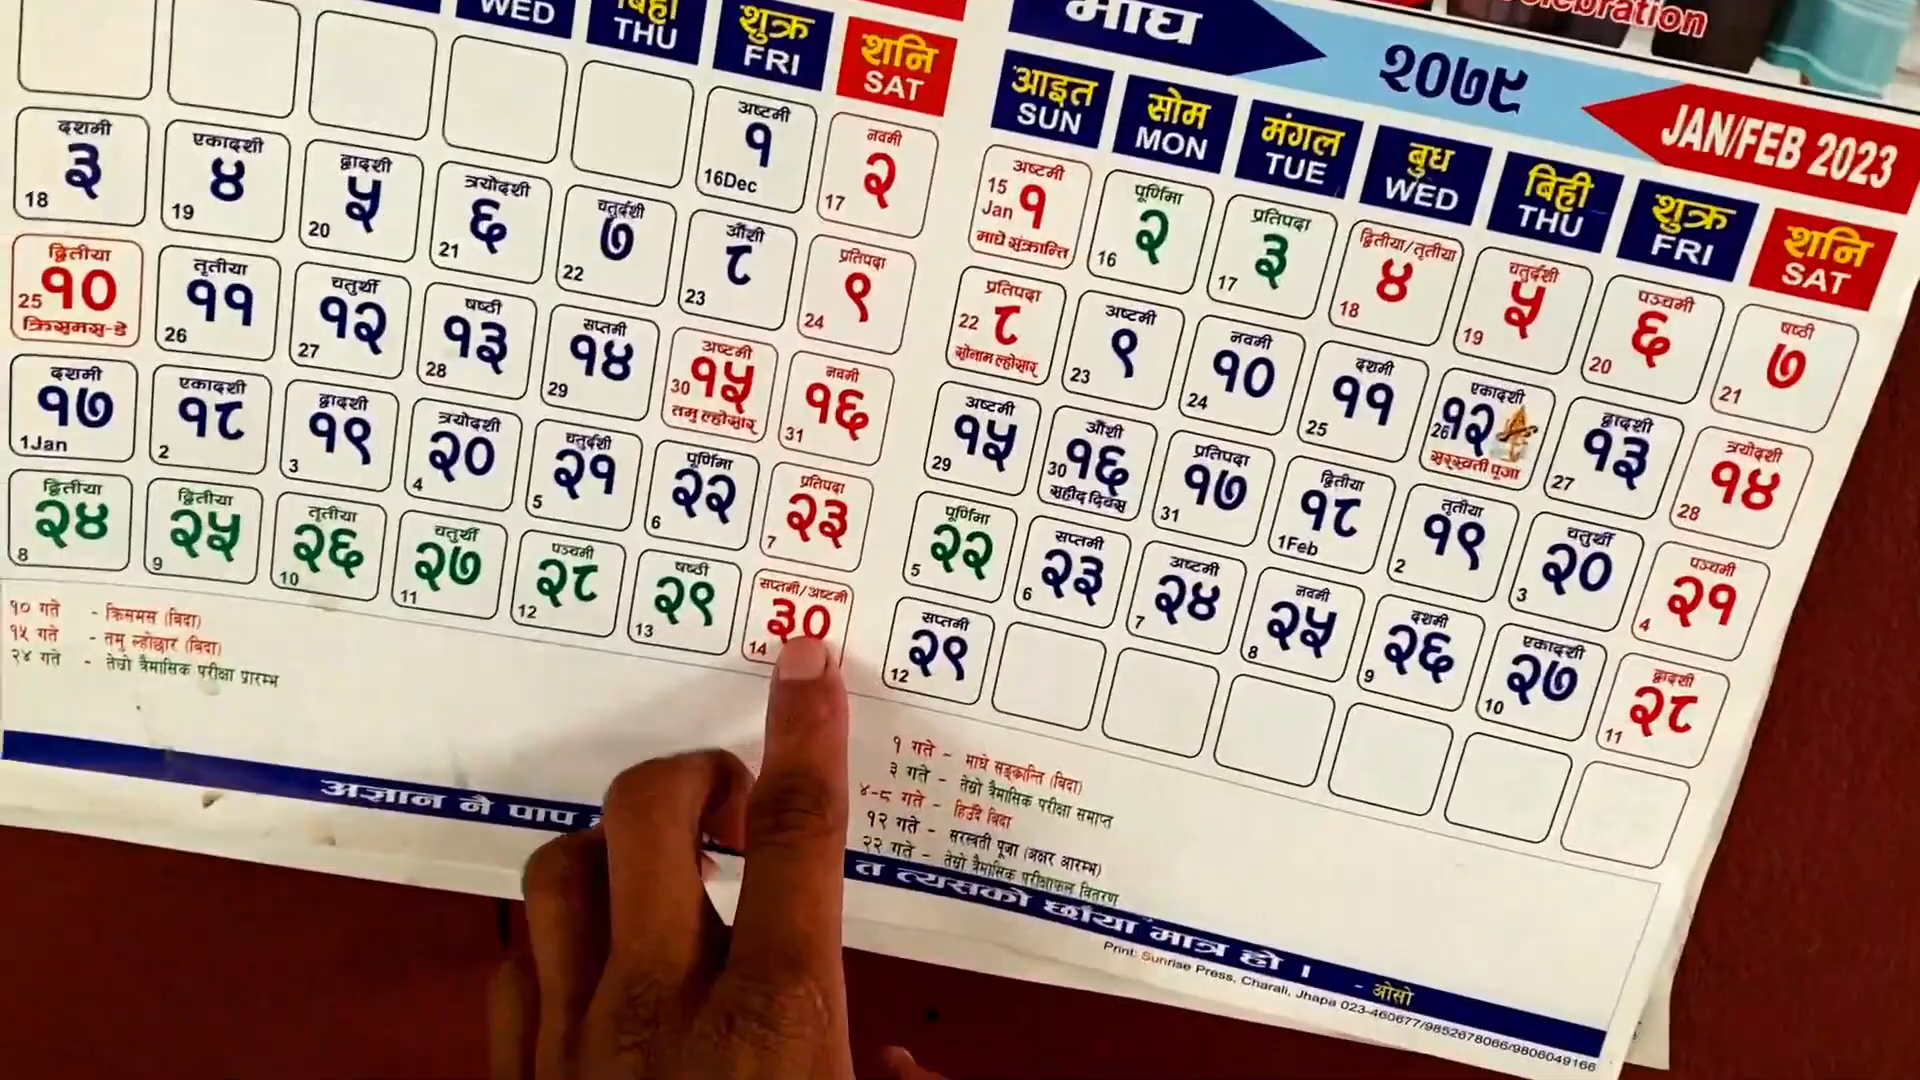 WED
THU
शुक्र
FRI
शनि
SAT
अष्टमी
१
16Dec
नवमी
२
17
दशमी
३
18
एकादशी
४
19
द्वादशी
५
20
त्रयोदशी
६
21
चतुर्दशी
७
22
औंशी
८
23
प्रतिपदा
९
24
द्वितीया
२५ १०
क्रिसमस-डे
तृतीया
११
26
चतुर्थी
१२
27
षष्ठी
१३
28
सप्तमी
१४
29
अष्टमी
30 १५
तमु ल्होसार
नवमी
१६
31
दशमी
१७
1Jan
एकादशी
१८
2
द्वादशी
१९
3
त्रयोदशी
२०
4
चतुर्दशी
२१
5
पूर्णिमा
२२
6
प्रतिपदा
२३
7
द्वितीया
२४
8
द्वितीया
२५
9
तृतीया
२६
10
चतुर्थी
२७
11
पञ्चमी
२८
12
षष्ठी
२९
13
सप्तमी/अष्टमी
३०
14
१० गते - क्रिसमस (बिदा)
१५ गते - तमु ल्होछार (बिदा)
२४ गते - तेस्रो त्रैमासिक परीक्षा प्रारम्भ
अज्ञान नै पाप
माघ
२०७९
JAN/FEB 2023
आइत
SUN
सोम
MON
मंगल
TUE
बुध
WED
बिही
THU
शुक्र
FRI
शनि
SAT
अष्टमी
15 Jan १
माघे संक्रान्ति
पूर्णिमा
२
16
प्रतिपदा
३
17
द्वितीया/तृतीया
४
18
चतुर्दशी
५
19
पञ्चमी
६
20
षष्ठी
७
21
प्रतिपदा
22 ८
सोनाम ल्होसार
अष्टमी
९
23
नवमी
१०
24
दशमी
११
25
एकादशी
१२
26
सरस्वती पूजा
द्वादशी
१३
27
त्रयोदशी
१४
28
अष्टमी
१५
29
औंशी
30 १६
सहीद दिवस
प्रतिपदा
१७
31
द्वितीया
१८
1Feb
तृतीया
१९
2
चतुर्थी
२०
3
पञ्चमी
२१
4
पूर्णिमा
२२
5
सप्तमी
२३
6
अष्टमी
२४
7
नवमी
२५
8
दशमी
२६
9
एकादशी
२७
10
द्वादशी
२८
11
सप्तमी
२९
12
१ गते - माघे सङ्क्रान्ति (बिदा)
३ गते - तेस्रो त्रैमासिक परीक्षा समाप्त
४-८ गते - हिउँदे बिदा
१२ गते - सरस्वती पूजा (अक्षर आरम्भ)
२२ गते - तेस्रो त्रैमासिक परीक्षाफल वितरण
त त्यसको छाँया मात्र हो ।
- ओसो
Print: Sunrise Press, Charali, Jhapa 023-460677/9852678066/9806049166